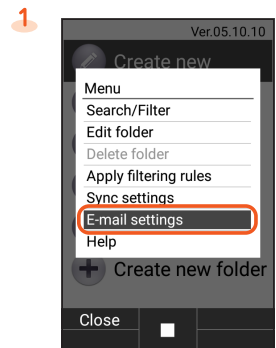 1
Ver.05.10.10
Create new
Menu
Search/Filter
Edit folder
Delete folder
Apply filtering rules
Sync settings
E-mail settings
Help
Create new folder
Close